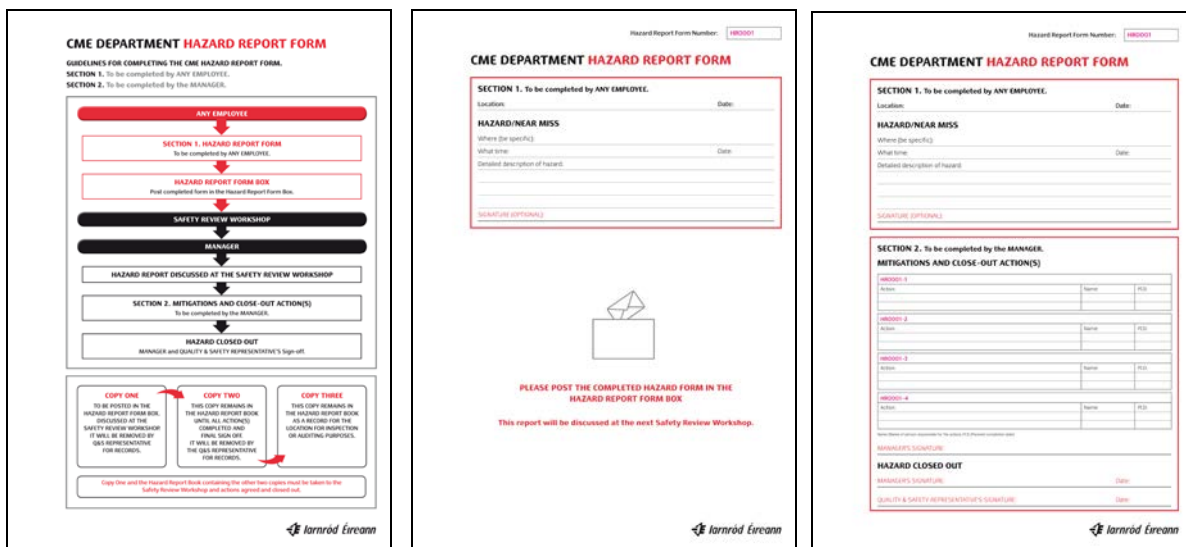 CME DEPARTMENT HAZARD REPORT FORM
GUIDELINES FOR COMPLETING THE CME HAZARD REPORT FORM.
SECTION 1. To be completed by ANY EMPLOYEE.
SECTION 2. To be completed by the MANAGER.
ANY EMPLOYEE
SECTION 1. HAZARD REPORT FORM
To be completed by ANY EMPLOYEE.
HAZARD REPORT FORM BOX
Post completed form in the Hazard Report Form Box.
SAFETY REVIEW WORKSHOP
MANAGER
HAZARD REPORT DISCUSSED AT THE SAFETY REVIEW WORKSHOP
SECTION 2. MITIGATIONS AND CLOSE-OUT ACTION(S)
To be completed by the MANAGER.
HAZARD CLOSED OUT
MANAGER and QUALITY & SAFETY REPRESENTATIVE'S Sign-off.
COPY ONE
TO BE POSTED IN THE
HAZARD REPORT FORM BOX.
DISCUSSED AT THE
SAFETY REVIEW WORKSHOP
IT WILL BE REMOVED BY
Q&S REPRESENTATIVE
FOR RECORDS.
COPY TWO
THIS COPY REMAINS IN
THE HAZARD REPORT BOOK
UNTIL ALL ACTION(S)
COMPLETED AND
FINAL SIGN OFF.
IT WILL BE REMOVED BY
THE Q&S REPRESENTATIVE
FOR RECORDS.
COPY THREE
THIS COPY REMAINS IN
THE HAZARD REPORT BOOK
AS A RECORD FOR THE
LOCATION FOR INSPECTION
OR AUDITING PURPOSES.
Copy One and the Hazard Report Book containing the other two copies must be taken to the
Safety Review Workshop and actions agreed and closed out.
Iarnród Éireann
Hazard Report Form Number: HR0001
CME DEPARTMENT HAZARD REPORT FORM
SECTION 1. To be completed by ANY EMPLOYEE.
Location: Date:
HAZARD/NEAR MISS
Where (be specific):
What time: Date:
Detailed description of hazard:
SIGNATURE (OPTIONAL):
PLEASE POST THE COMPLETED HAZARD FORM IN THE
HAZARD REPORT FORM BOX
This report will be discussed at the next Safety Review Workshop.
Iarnród Éireann
Hazard Report Form Number: HR0001
CME DEPARTMENT HAZARD REPORT FORM
SECTION 1. To be completed by ANY EMPLOYEE.
Location: Date:
HAZARD/NEAR MISS
Where (be specific):
What time: Date:
Detailed description of hazard:
SIGNATURE (OPTIONAL):
SECTION 2. To be completed by the MANAGER.
MITIGATIONS AND CLOSE-OUT ACTION(S)
HR0001-1
Action Name PCD
HR0001-2
Action Name PCD
HR0001-3
Action Name PCD
HR0001-4
Action Name PCD
Name (Name of person responsible for the action) PCD (Planned completion date)
MANAGER'S SIGNATURE:
HAZARD CLOSED OUT
MANAGER'S SIGNATURE: Date:
QUALITY & SAFETY REPRESENTATIVE'S SIGNATURE: Date:
Iarnród Éireann